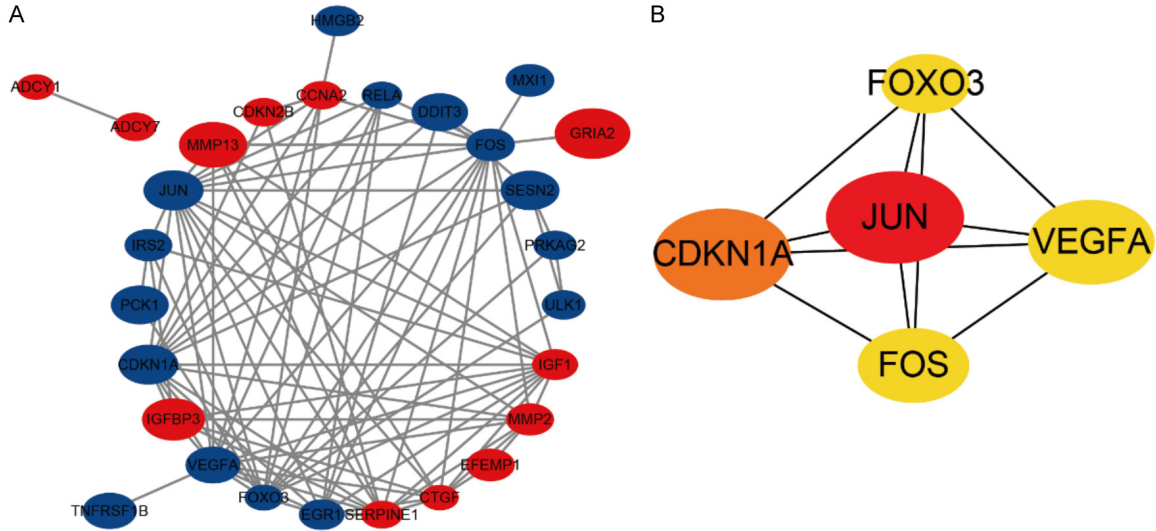 A
HMGB2
ADCY1
MXI1
CCNA2
RELA
CDKN2B
DDIT3
ADCY7
GRIA2
MMP13
FOS
JUN
SESN2
IRS2
PRKAG2
PCK1
ULK1
CDKN1A
IGF1
IGFBP3
MMP2
VEGFA
EFEMP1
FOXO3
CTGF
TNFRSF1B
EGR1
SERPINE1
B
FOXO3
JUN
CDKN1A
VEGFA
FOS